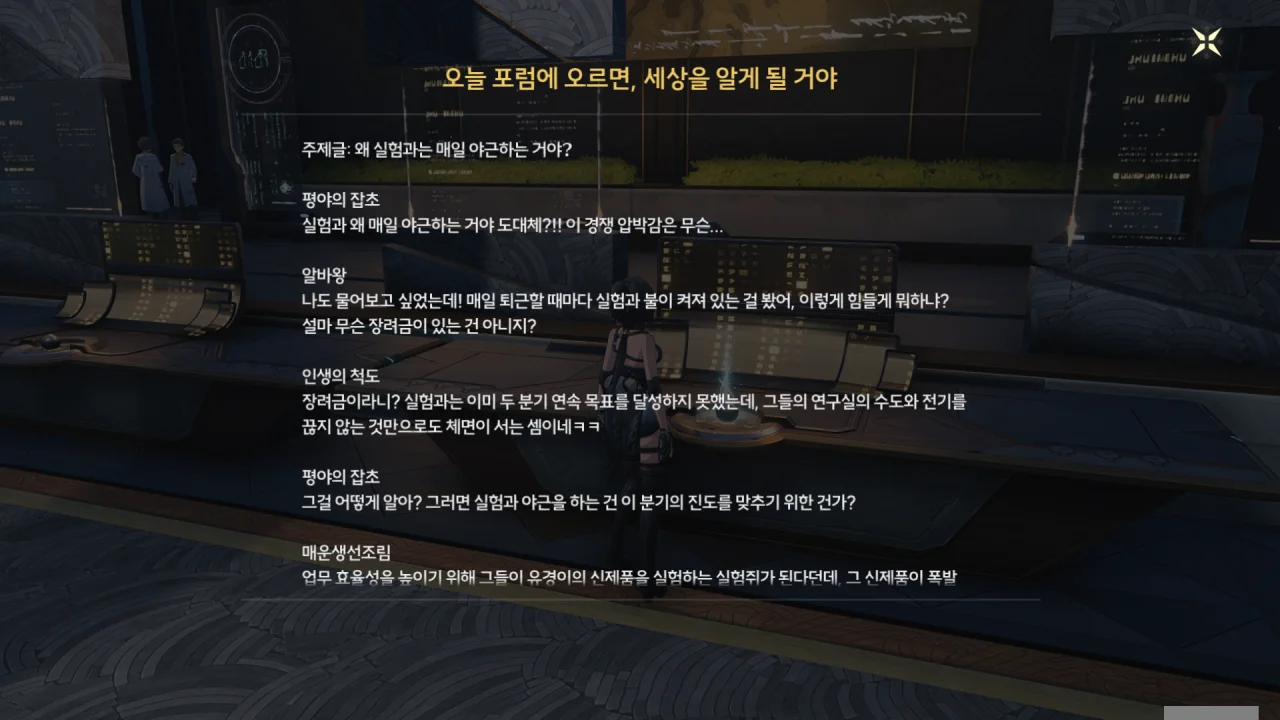 오늘 포럼에 오르면, 세상을 알게 될 거야
주제글: 왜 실험과는 매일 야근하는 거야?
평야의 잡초
실험과 왜 매일 야근하는 거야 도대체?!! 이 경쟁 압박감은 무슨...
알바왕
나도 물어보고 싶었는데! 매일 퇴근할 때마다 실험과 불이 켜져 있는 걸 봤어, 이렇게 힘들게 뭐하냐?
설마 무슨 장려금이 있는 건 아니지?
인생의 척도
장려금이라니? 실험과는 이미 두 분기 연속 목표를 달성하지 못했는데, 그들의 연구실의 수도와 전기를
끊지 않는 것만으로도 체면이 서는 셈이네ㅋㅋ
평야의 잡초
그걸 어떻게 알아? 그러면 실험과 야근을 하는 건 이 분기의 진도를 맞추기 위한 건가?
매운생선조림
업무 효율성을 높이기 위해 그들이 유경이의 신제품을 실험하는 실험쥐가 된다던데, 그 신제품이 폭발